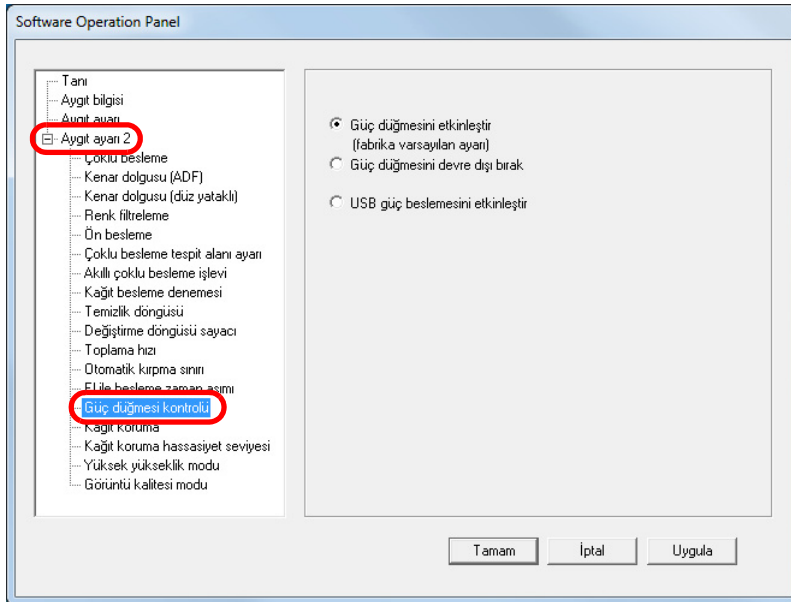 Software Operation Panel
Tanı
Aygıt bilgisi
Aygıt ayarı
Aygıt ayarı 2
Çoklu besleme
Kenar dolgusu (ADF)
Kenar dolgusu (düz yataklı)
Renk filtreleme
Ön besleme
Çoklu besleme tespit alanı ayarı
Akıllı çoklu besleme işlevi
Kağıt besleme denemesi
Temizlik döngüsü
Değiştirme döngüsü sayacı
Toplama hızı
Otomatik kırpma sınırı
El ile besleme zaman aşımı
Güç düğmesi kontrolü
Kağıt koruma
Kağıt koruma hassasiyet seviyesi
Yüksek yükseklik modu
Görüntü kalitesi modu
Güç düğmesini etkinleştir
(fabrika varsayılan ayarı)
Güç düğmesini devre dışı bırak
USB güç beslemesini etkinleştir
Tamam İptal Uygula